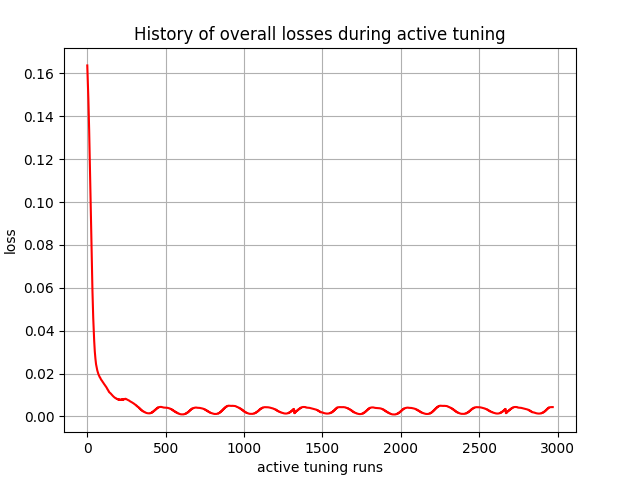 History of overall losses during active tuning
0.16
0.14
0.12
0.10
0.08
0.06
0.04
0.02
0.00
loss
0 500 1000 1500 2000 2500 3000
active tuning runs